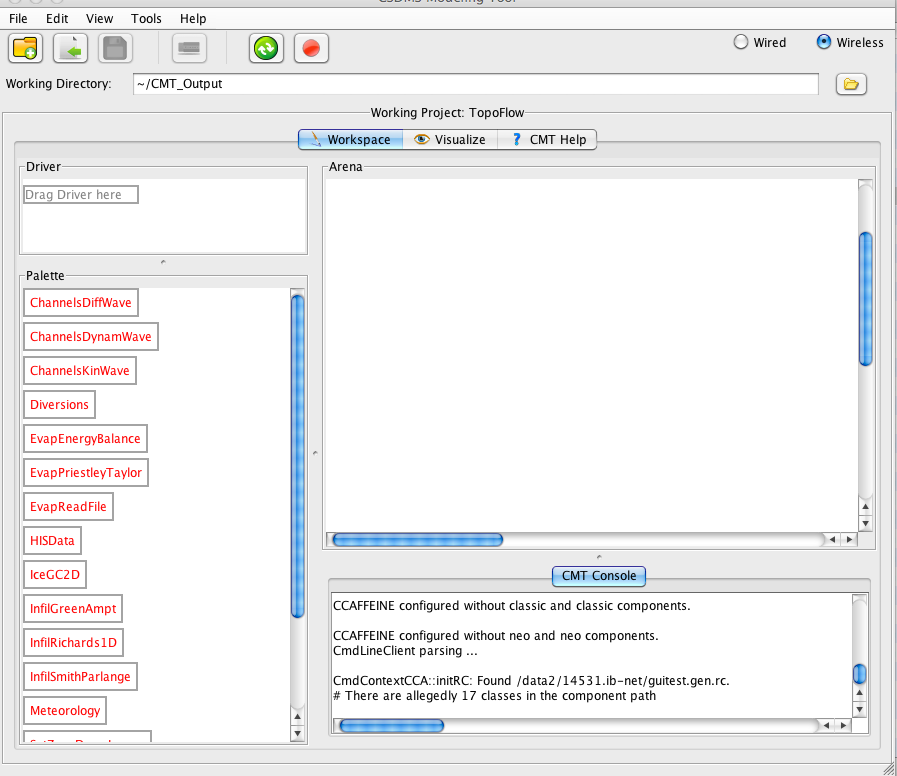 CSDMS Modeling Tool
File Edit View Tools Help
Wired Wireless
Working Directory: ~/CMT_Output
Working Project: TopoFlow
Workspace Visualize ? CMT Help
Driver
Drag Driver here
Palette
ChannelsDiffWave
ChannelsDynamWave
ChannelsKinWave
Diversions
EvapEnergyBalance
EvapPriestleyTaylor
EvapReadFile
HISData
IceGC2D
InfilGreenAmpt
InfilRichards1D
InfilSmithParlange
Meteorology
Arena
CMT Console
CCAFFEINE configured without classic and classic components.
CCAFFEINE configured without neo and neo components.
CmdLineClient parsing ...
CmdContextCCA::initRC: Found /data2/14531.ib-net/guitest.gen.rc.
# There are allegedly 17 classes in the component path